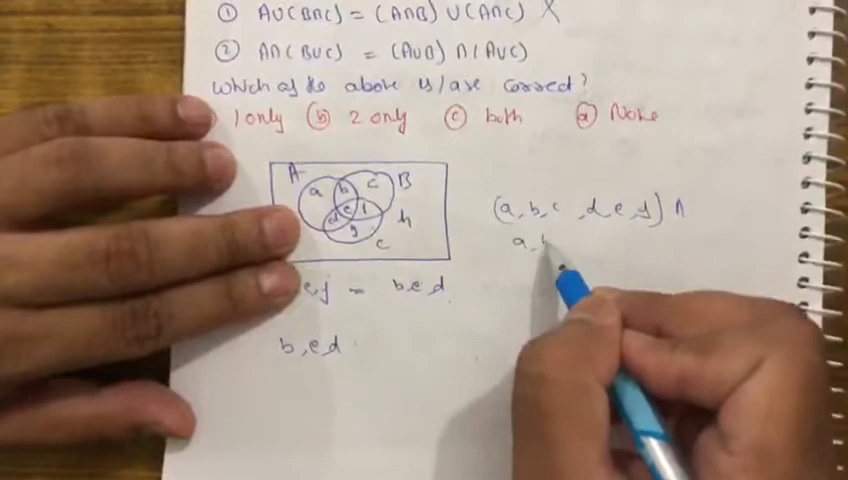 ① A∪(B∩C) = (A∩B) ∪(A∩C) X
② A∩(B∪C) = (A∪B) ∩(A∪C)
Which of the above is/are correct?
1 only ⓑ 2 only ⓒ both ⓓ None
A a b c B
d e f h
g c
(a, b, c , d e, f) ∩
a, b
e, f = b, e, d
b, e, d